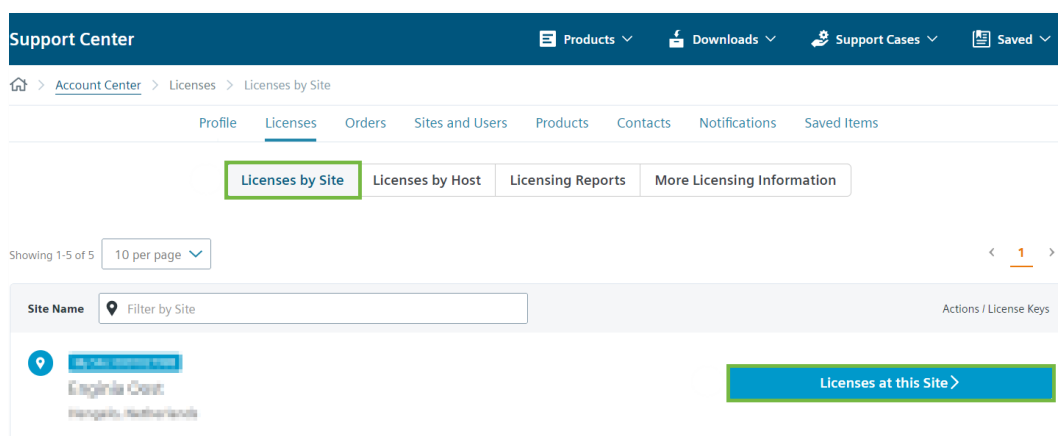 Support Center Products Downloads Support Cases Saved
Account Center > Licenses > Licenses by Site
Profile Licenses Orders Sites and Users Products Contacts Notifications Saved Items
Licenses by Site Licenses by Host Licensing Reports More Licensing Information
Showing 1-5 of 5 10 per page < 1 >
Site Name Filter by Site Actions / License Keys
Licenses at this Site >